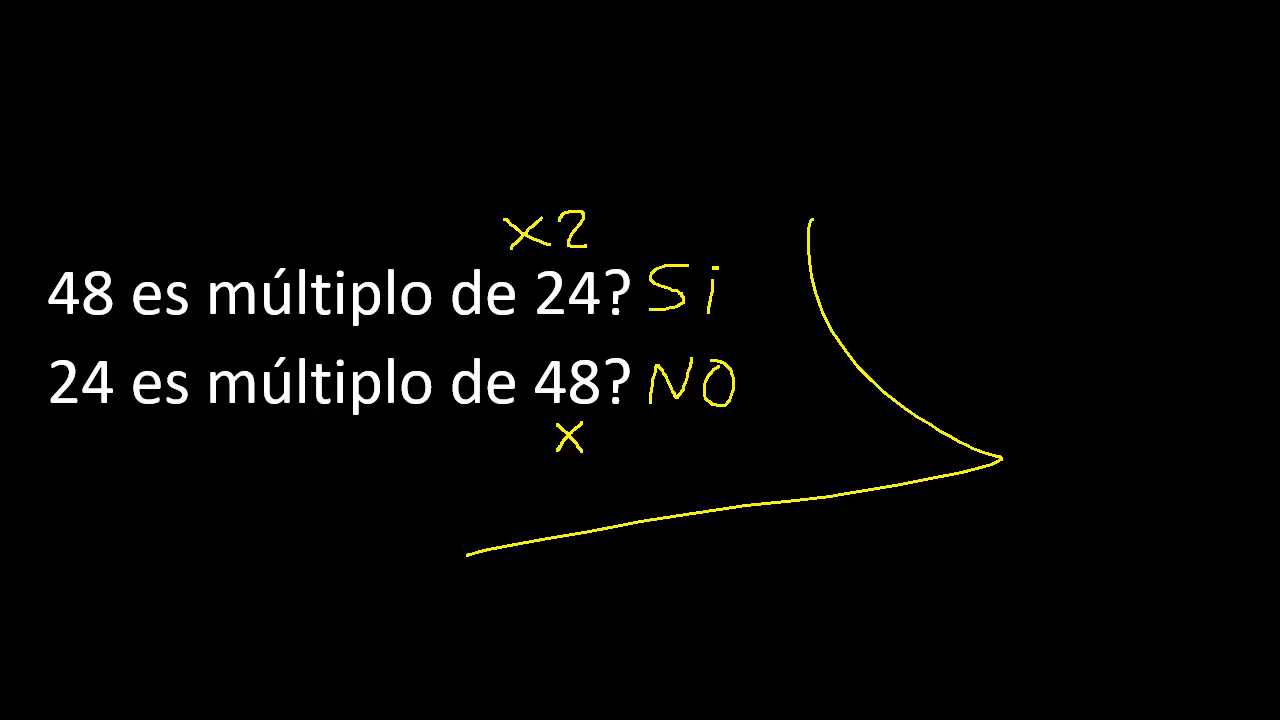 x2
48 es múltiplo de 24? Si
24 es múltiplo de 48? NO
x